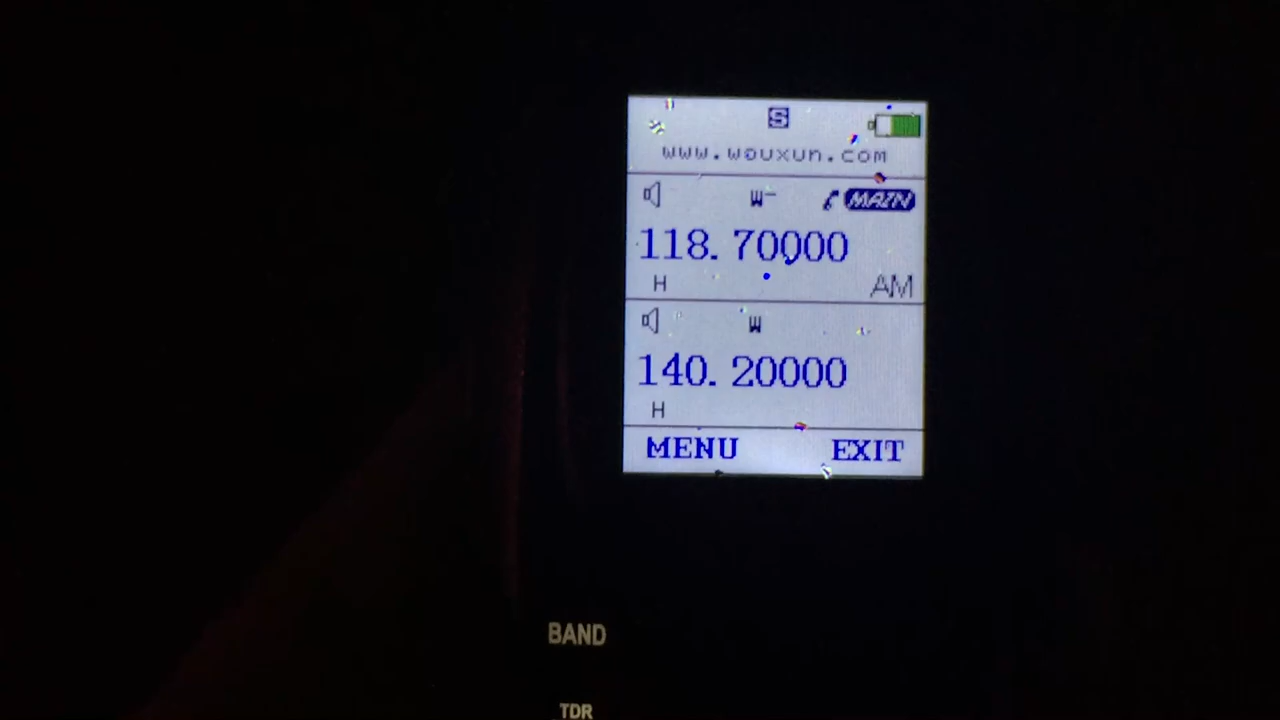 S
www.wouxun.com
W- MAIN
118.70000
H AM
W
140.20000
H
MENU EXIT
BAND
TDR